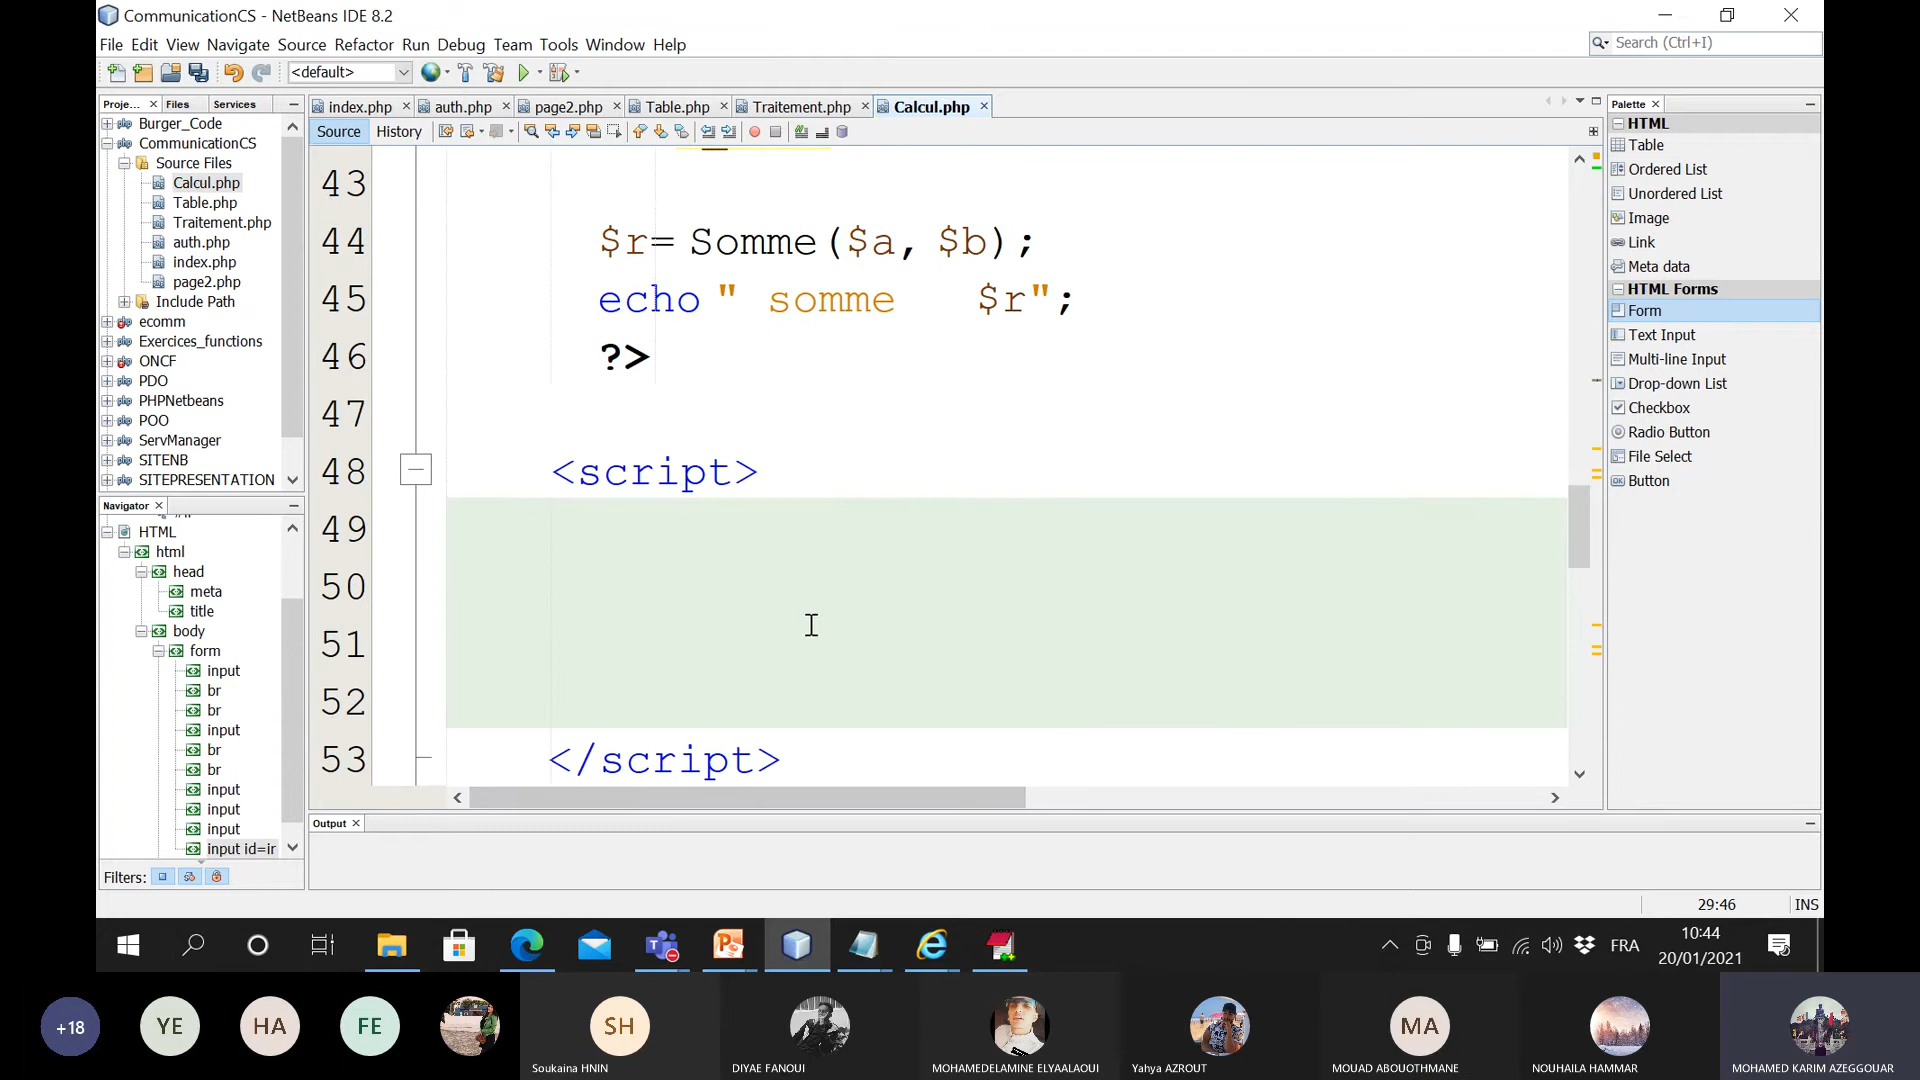 CommunicationCS - NetBeans IDE 8.2
File Edit View Navigate Source Refactor Run Debug Team Tools Window Help
Search (Ctrl+I)
<default>
Proje... Files Services
index.php auth.php page2.php Table.php Traitement.php Calcul.php
Palette
Source History
Burger_Code
CommunicationCS
Source Files
Calcul.php
Table.php
Traitement.php
auth.php
index.php
page2.php
Include Path
ecomm
Exercices_functions
ONCF
PDO
PHPNetbeans
POO
ServManager
SITENB
SITEPRESENTATION
Navigator
HTML
html
head
meta
title
body
form
input
br
br
input
br
br
input
input
input
input id=ir
Filters:
43
44 $r= Somme($a, $b);
45 echo " somme $r";
46 ?>
47
48 <script>
49
50
51
52
53 </script>
HTML
Table
Ordered List
Unordered List
Image
Link
Meta data
HTML Forms
Form
Text Input
Multi-line Input
Drop-down List
Checkbox
Radio Button
File Select
Button
Output
29:46 INS
FRA
10:44
20/01/2021
+18 YE HA FE SH MA
Soukaina HNIN DIYAE FANOUI MOHAMEDELAMINE ELYAALAOUI Yahya AZROUT MOUAD ABOUOTHMANE NOUHAILA HAMMAR MOHAMED KARIM AZEGGOUAR